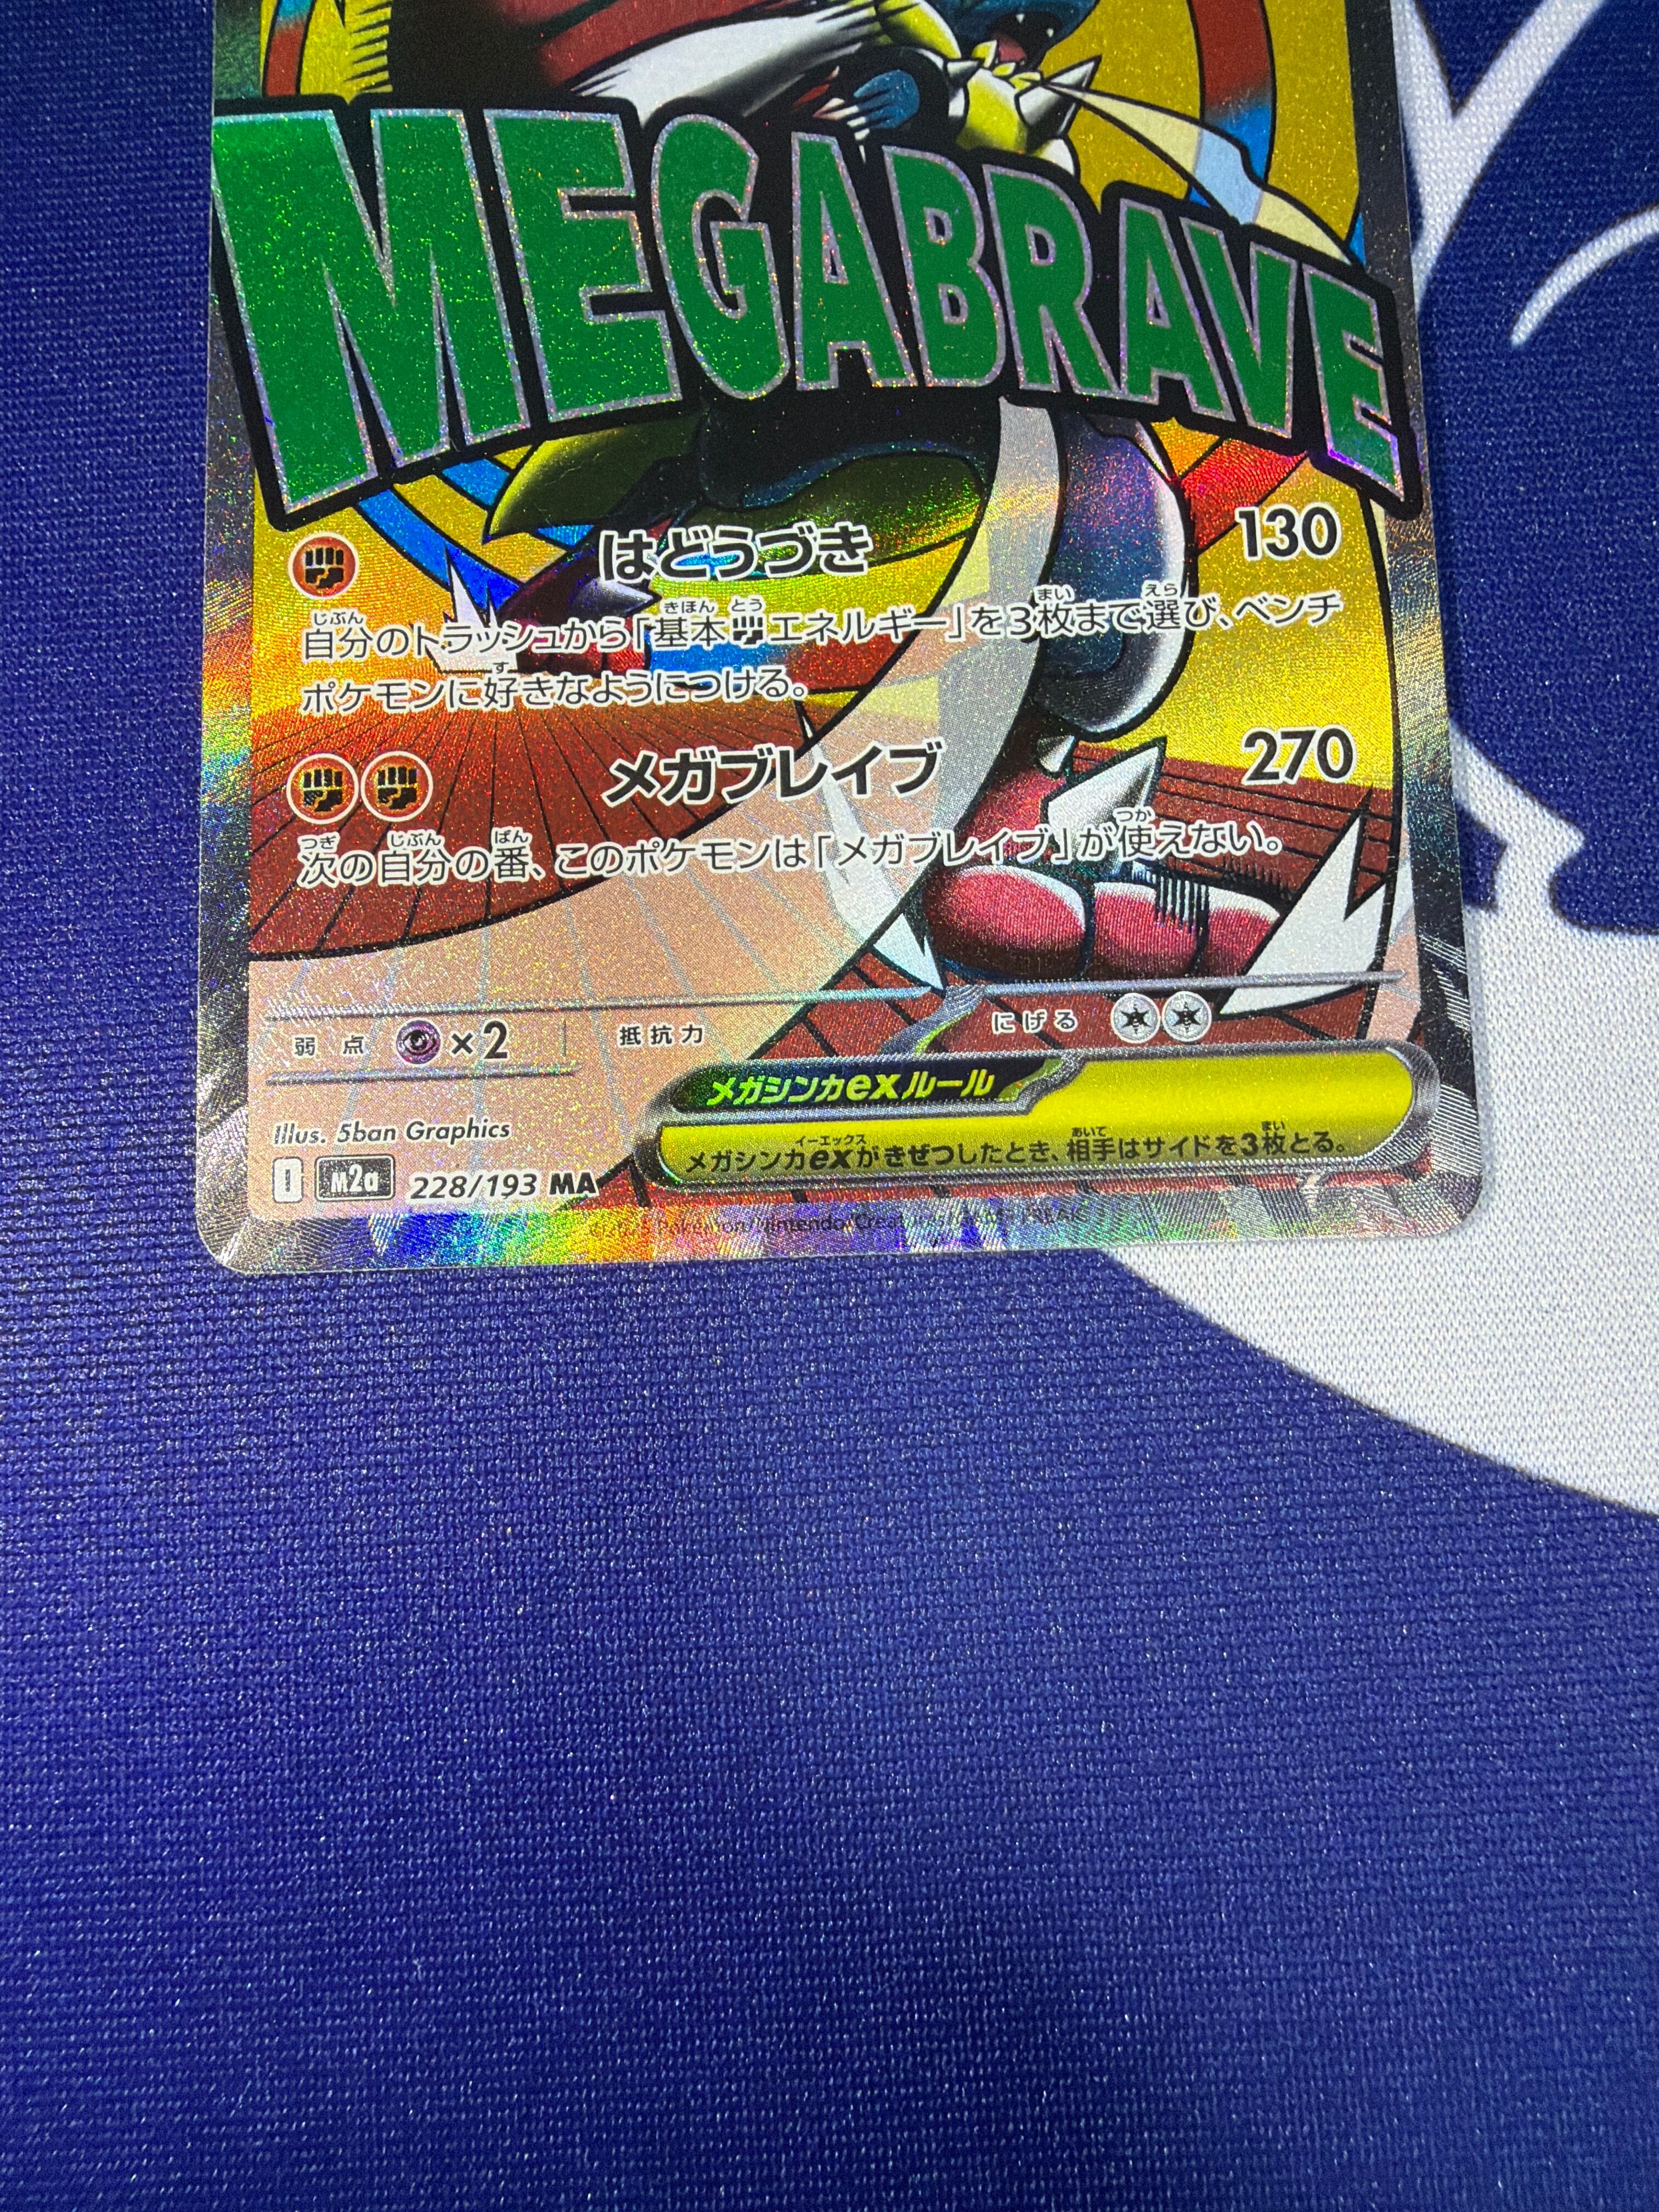 MEGABRAVE
はどうづき 130
自分のトラッシュから「基本エネルギー」を3枚まで選び、ベンチ
ポケモンに好きなようにつける。
メガブレイブ 270
次の自分の番、このポケモンは「メガブレイブ」が使えない。
弱点 ×2 抵抗力 にげる
メガシンカexルール
メガシンカexがきぜつしたとき、相手はサイドを3枚とる。
Illus. 5ban Graphics
I M2a 228/193 MA
Pokémon/Nintendo/Creatures/GAME FREAK